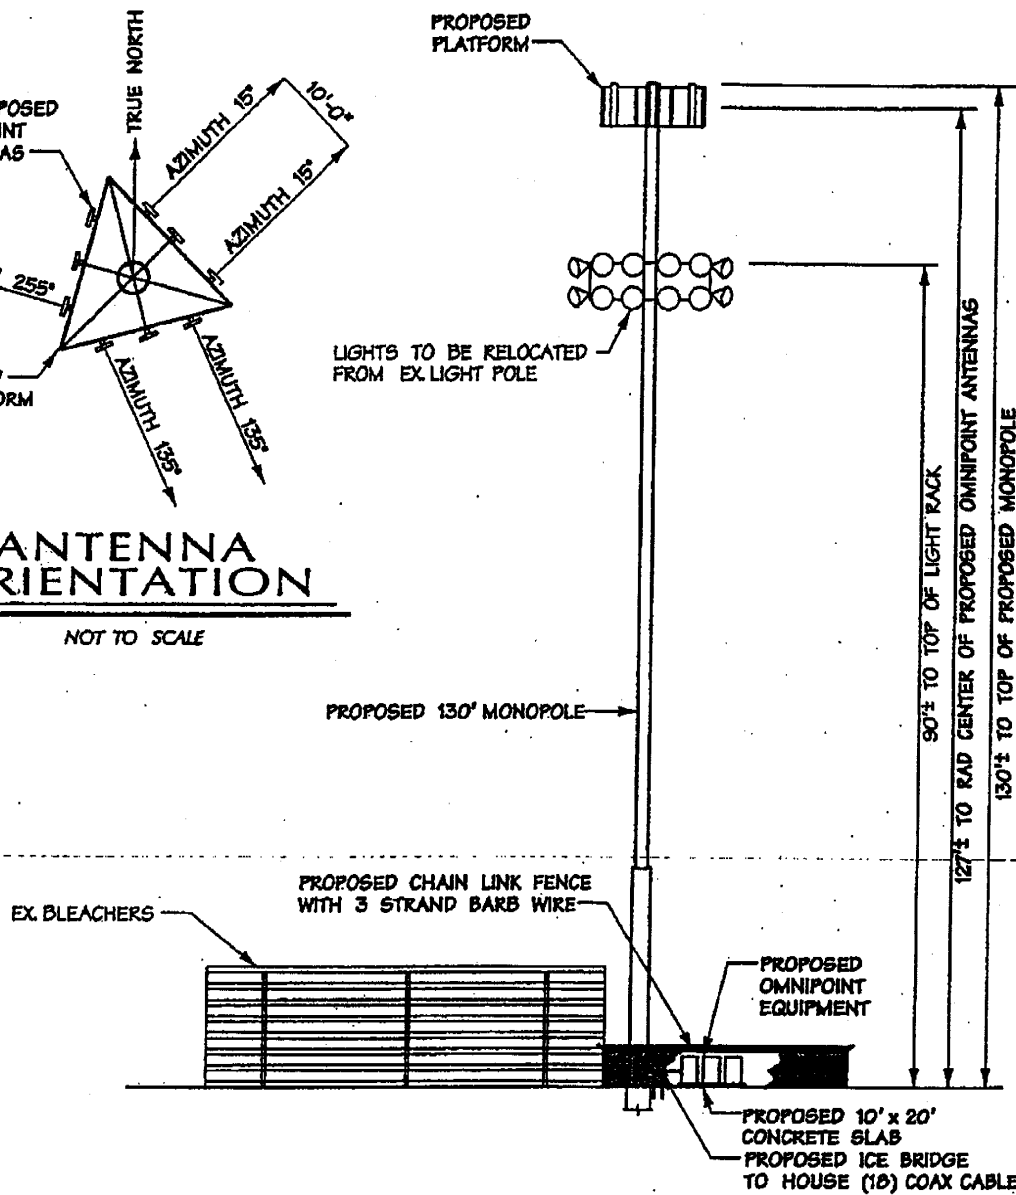 PROPOSED
PLATFORM
TRUE NORTH
AZIMUTH 15°
10'-0"
AZIMUTH 15°
POSED
INT
AS
255°
ORM
AZIMUTH 135°
AZIMUTH 135°
ANTENNA
RIENTATION
NOT TO SCALE
LIGHTS TO BE RELOCATED
FROM EX. LIGHT POLE
PROPOSED 130' MONOPOLE
90'± TO TOP OF LIGHT RACK
127'± TO RAD CENTER OF PROPOSED OMNIPOINT ANTENNAS
130'± TO TOP OF PROPOSED MONOPOLE
PROPOSED CHAIN LINK FENCE
WITH 3 STRAND BARB WIRE
EX. BLEACHERS
PROPOSED
OMNIPOINT
EQUIPMENT
PROPOSED 10' x 20'
CONCRETE SLAB
PROPOSED ICE BRIDGE
TO HOUSE (18) COAX CABLE